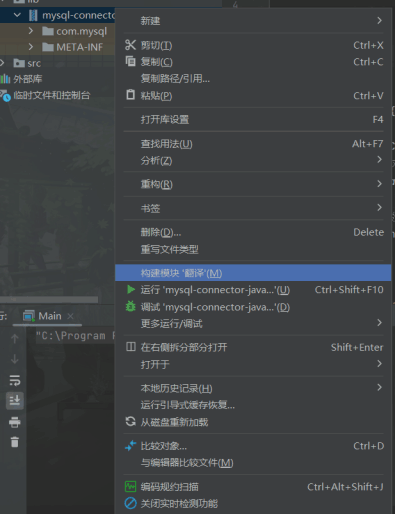 lib
mysql-connecto
com.mysql
META-INF
src
外部库
临时文件和控制台
4
新建
剪切(T) Ctrl+X
复制(C) Ctrl+C
复制路径/引用...
粘贴(P) Ctrl+V
打开库设置 F4
查找用法(U) Alt+F7
分析(Z)
重构(R)
书签
删除(D)... Delete
重写文件类型
构建模块 '翻译'(M)
运行 'mysql-connector-java...'(U) Ctrl+Shift+F10
调试 'mysql-connector-java...'(D)
更多运行/调试
在右侧拆分部分打开 Shift+Enter
打开于
本地历史记录(H)
运行引导式缓存恢复...
从磁盘重新加载
比较对象... Ctrl+D
与编辑器比较文件(M)
编码规约扫描 Ctrl+Alt+Shift+J
关闭实时检测功能
Main
"C:\Program